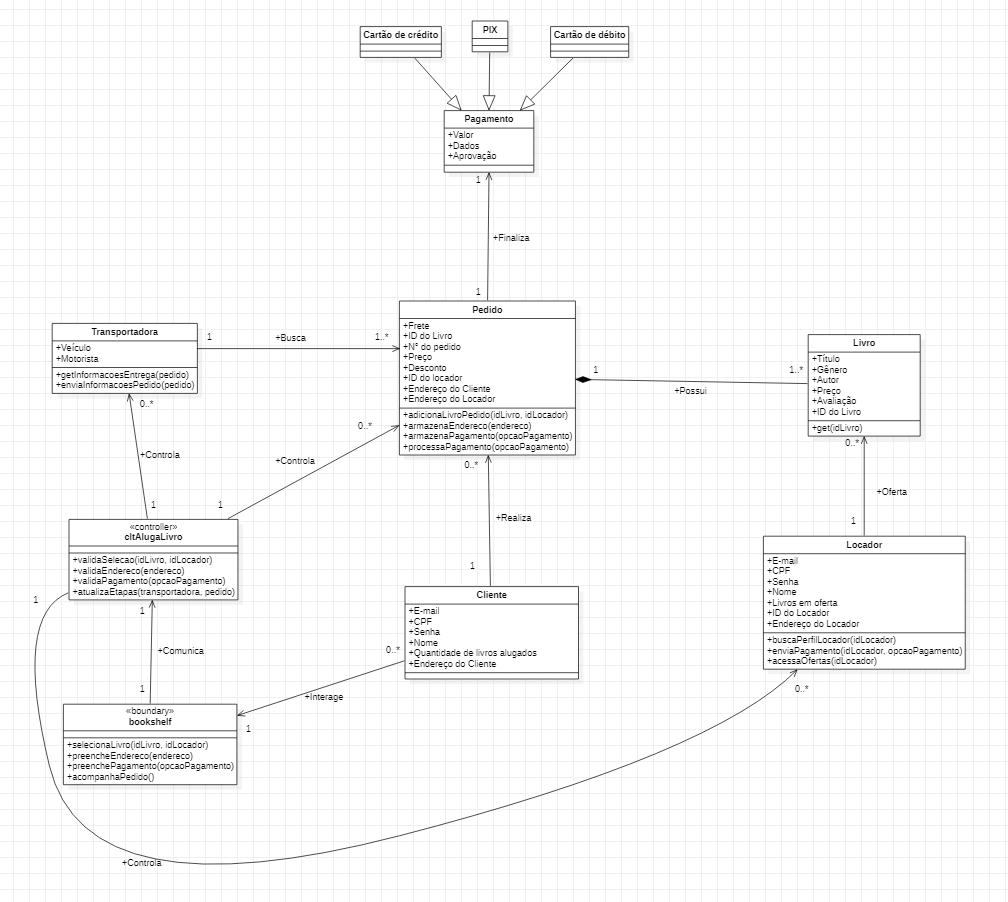 Cartão de crédito
PIX
Cartão de débito
Pagamento
+Valor
+Dados
+Aprovação
1
+Finaliza
1
Transportadora
+Veículo
+Motorista
+getInformacoesEntrega(pedido)
+enviaInformacoesPedido(pedido)
1
+Busca
1..*
Pedido
+Frete
+ID do Livro
+N° do pedido
+Preço
+Desconto
+ID do locador
+Endereço do Cliente
+Endereço do Locador
+adicionaLivroPedido(idLivro, idLocador)
+armazenaEndereco(endereco)
+armazenaPagamento(opcaoPagamento)
+processaPagamento(opcaoPagamento)
1
+Possui
1..*
Livro
+Título
+Gênero
+Autor
+Preço
+Avaliação
+ID do Livro
+get(idLivro)
0..*
+Controla
1
0..*
+Controla
1
0..*
+Realiza
1
0..*
+Oferta
1
«controller»
cltAlugaLivro
+validaSelecao(idLivro, idLocador)
+validaEndereco(endereco)
+validaPagamento(opcaoPagamento)
+atualizaEtapas(transportadora, pedido)
1
1
+Comunica
1
Cliente
+E-mail
+CPF
+Senha
+Nome
+Quantidade de livros alugados
+Endereço do Cliente
0..*
+Interage
1
Locador
+E-mail
+CPF
+Senha
+Nome
+Livros em oferta
+ID do Locador
+Endereço do Locador
+buscaPerfilLocador(idLocador)
+enviaPagamento(idLocador, opcaoPagamento)
+acessaOfertas(idLocador)
0..*
«boundary»
bookshelf
+selecionaLivro(idLivro, idLocador)
+preencheEndereco(endereco)
+preenchePagamento(opcaoPagamento)
+acompanhaPedido()
+Controla